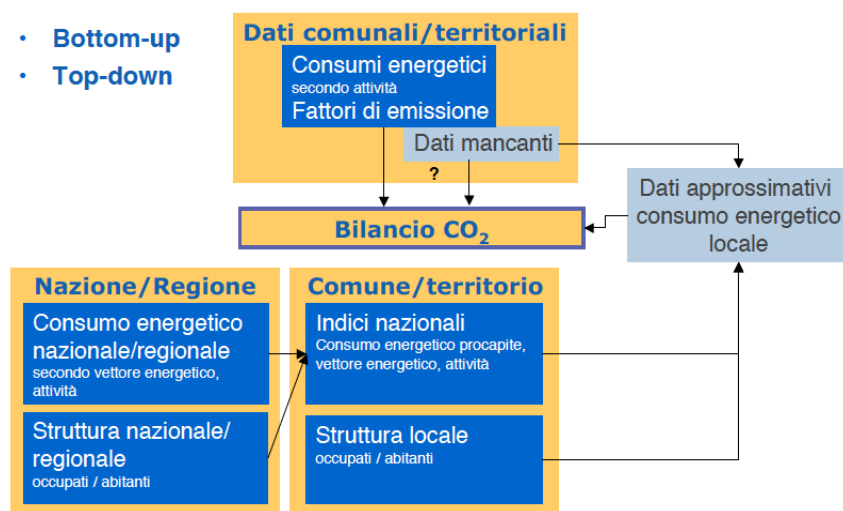 • Bottom-up
• Top-down
Dati comunali/territoriali
Consumi energetici
secondo attività
Fattori di emissione
Dati mancanti
?
Dati approssimativi
consumo energetico
locale
Bilancio CO₂
Nazione/Regione
Consumo energetico
nazionale/regionale
secondo vettore energetico,
attività
Struttura nazionale/
regionale
occupati / abitanti
Comune/territorio
Indici nazionali
Consumo energetico procapite,
vettore energetico, attività
Struttura locale
occupati / abitanti